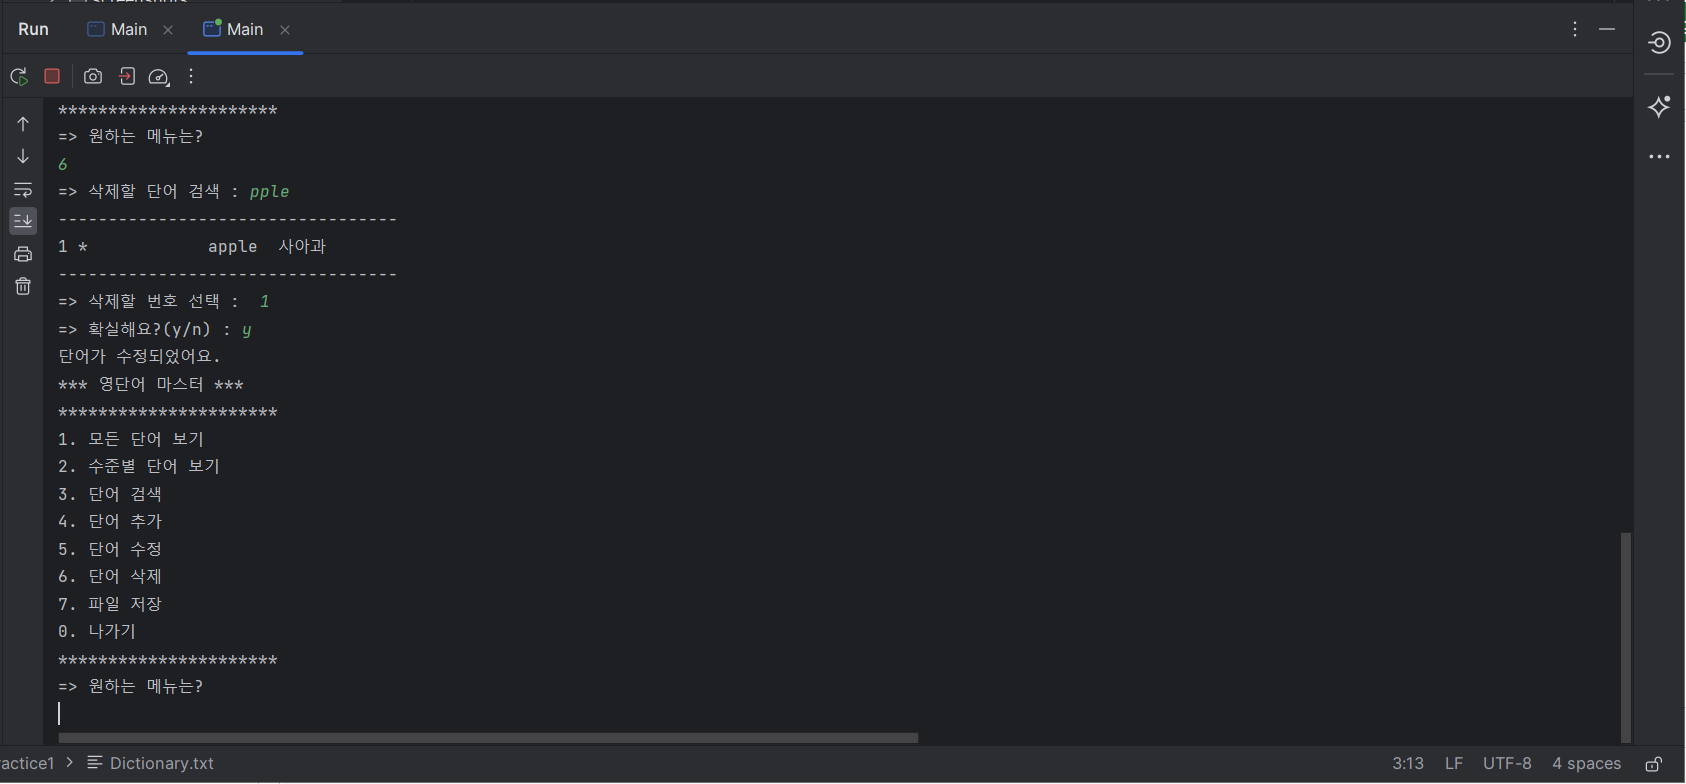 Run Main Main
**********************
=> 원하는 메뉴는?
6
=> 삭제할 단어 검색 : pple
----------------------------------
1 *            apple  사아과
----------------------------------
=> 삭제할 번호 선택 :  1
=> 확실해요?(y/n) : y
단어가 수정되었어요.
*** 영단어 마스터 ***
**********************
1. 모든 단어 보기
2. 수준별 단어 보기
3. 단어 검색
4. 단어 추가
5. 단어 수정
6. 단어 삭제
7. 파일 저장
0. 나가기
**********************
=> 원하는 메뉴는?
actice1 > Dictionary.txt 3:13 LF UTF-8 4 spaces